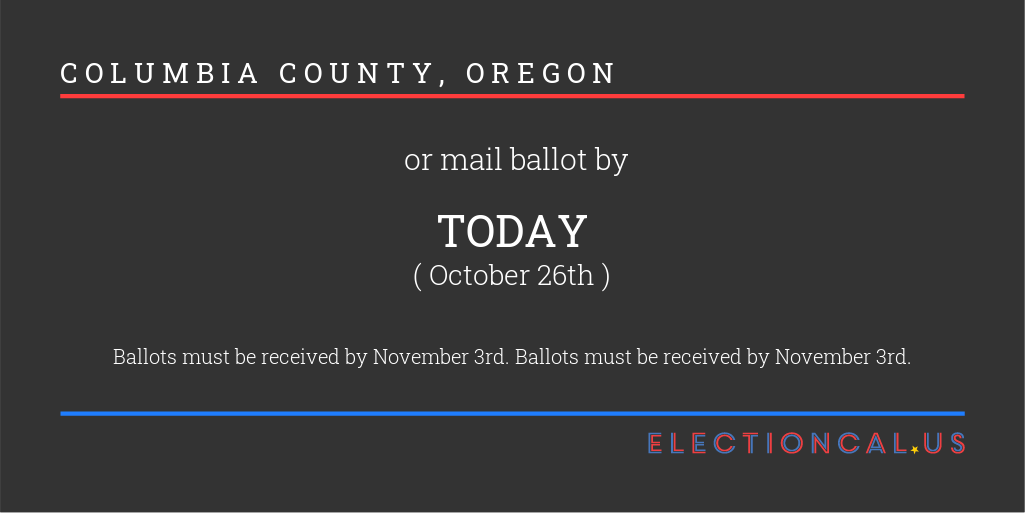 COLUMBIA COUNTY, OREGON
or mail ballot by
TODAY
( October 26th )
Ballots must be received by November 3rd. Ballots must be received by November 3rd.
ELECTIONCAL.US